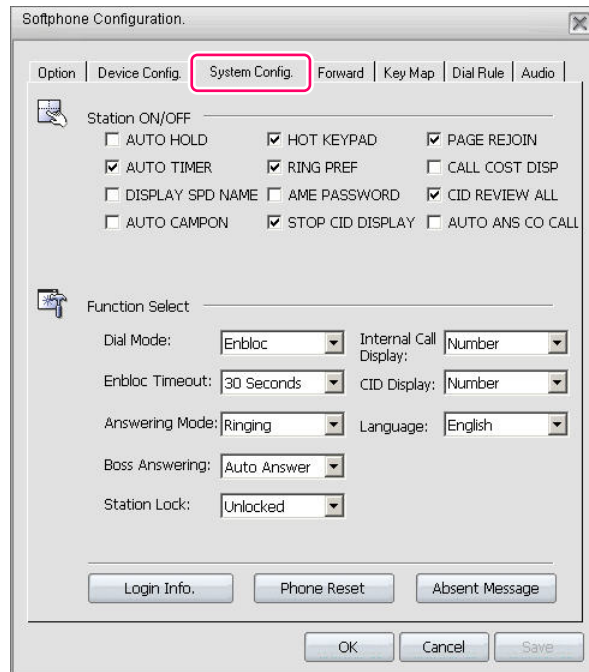 Softphone Configuration.
Option Device Config. System Config. Forward Key Map Dial Rule Audio
Station ON/OFF
AUTO HOLD HOT KEYPAD PAGE REJOIN
AUTO TIMER RING PREF CALL COST DISP
DISPLAY SPD NAME AME PASSWORD CID REVIEW ALL
AUTO CAMPON STOP CID DISPLAY AUTO ANS CO CALL
Function Select
Dial Mode: Enbloc Internal Call Display: Number
Enbloc Timeout: 30 Seconds CID Display: Number
Answering Mode: Ringing Language: English
Boss Answering: Auto Answer
Station Lock: Unlocked
Login Info. Phone Reset Absent Message
OK Cancel Save